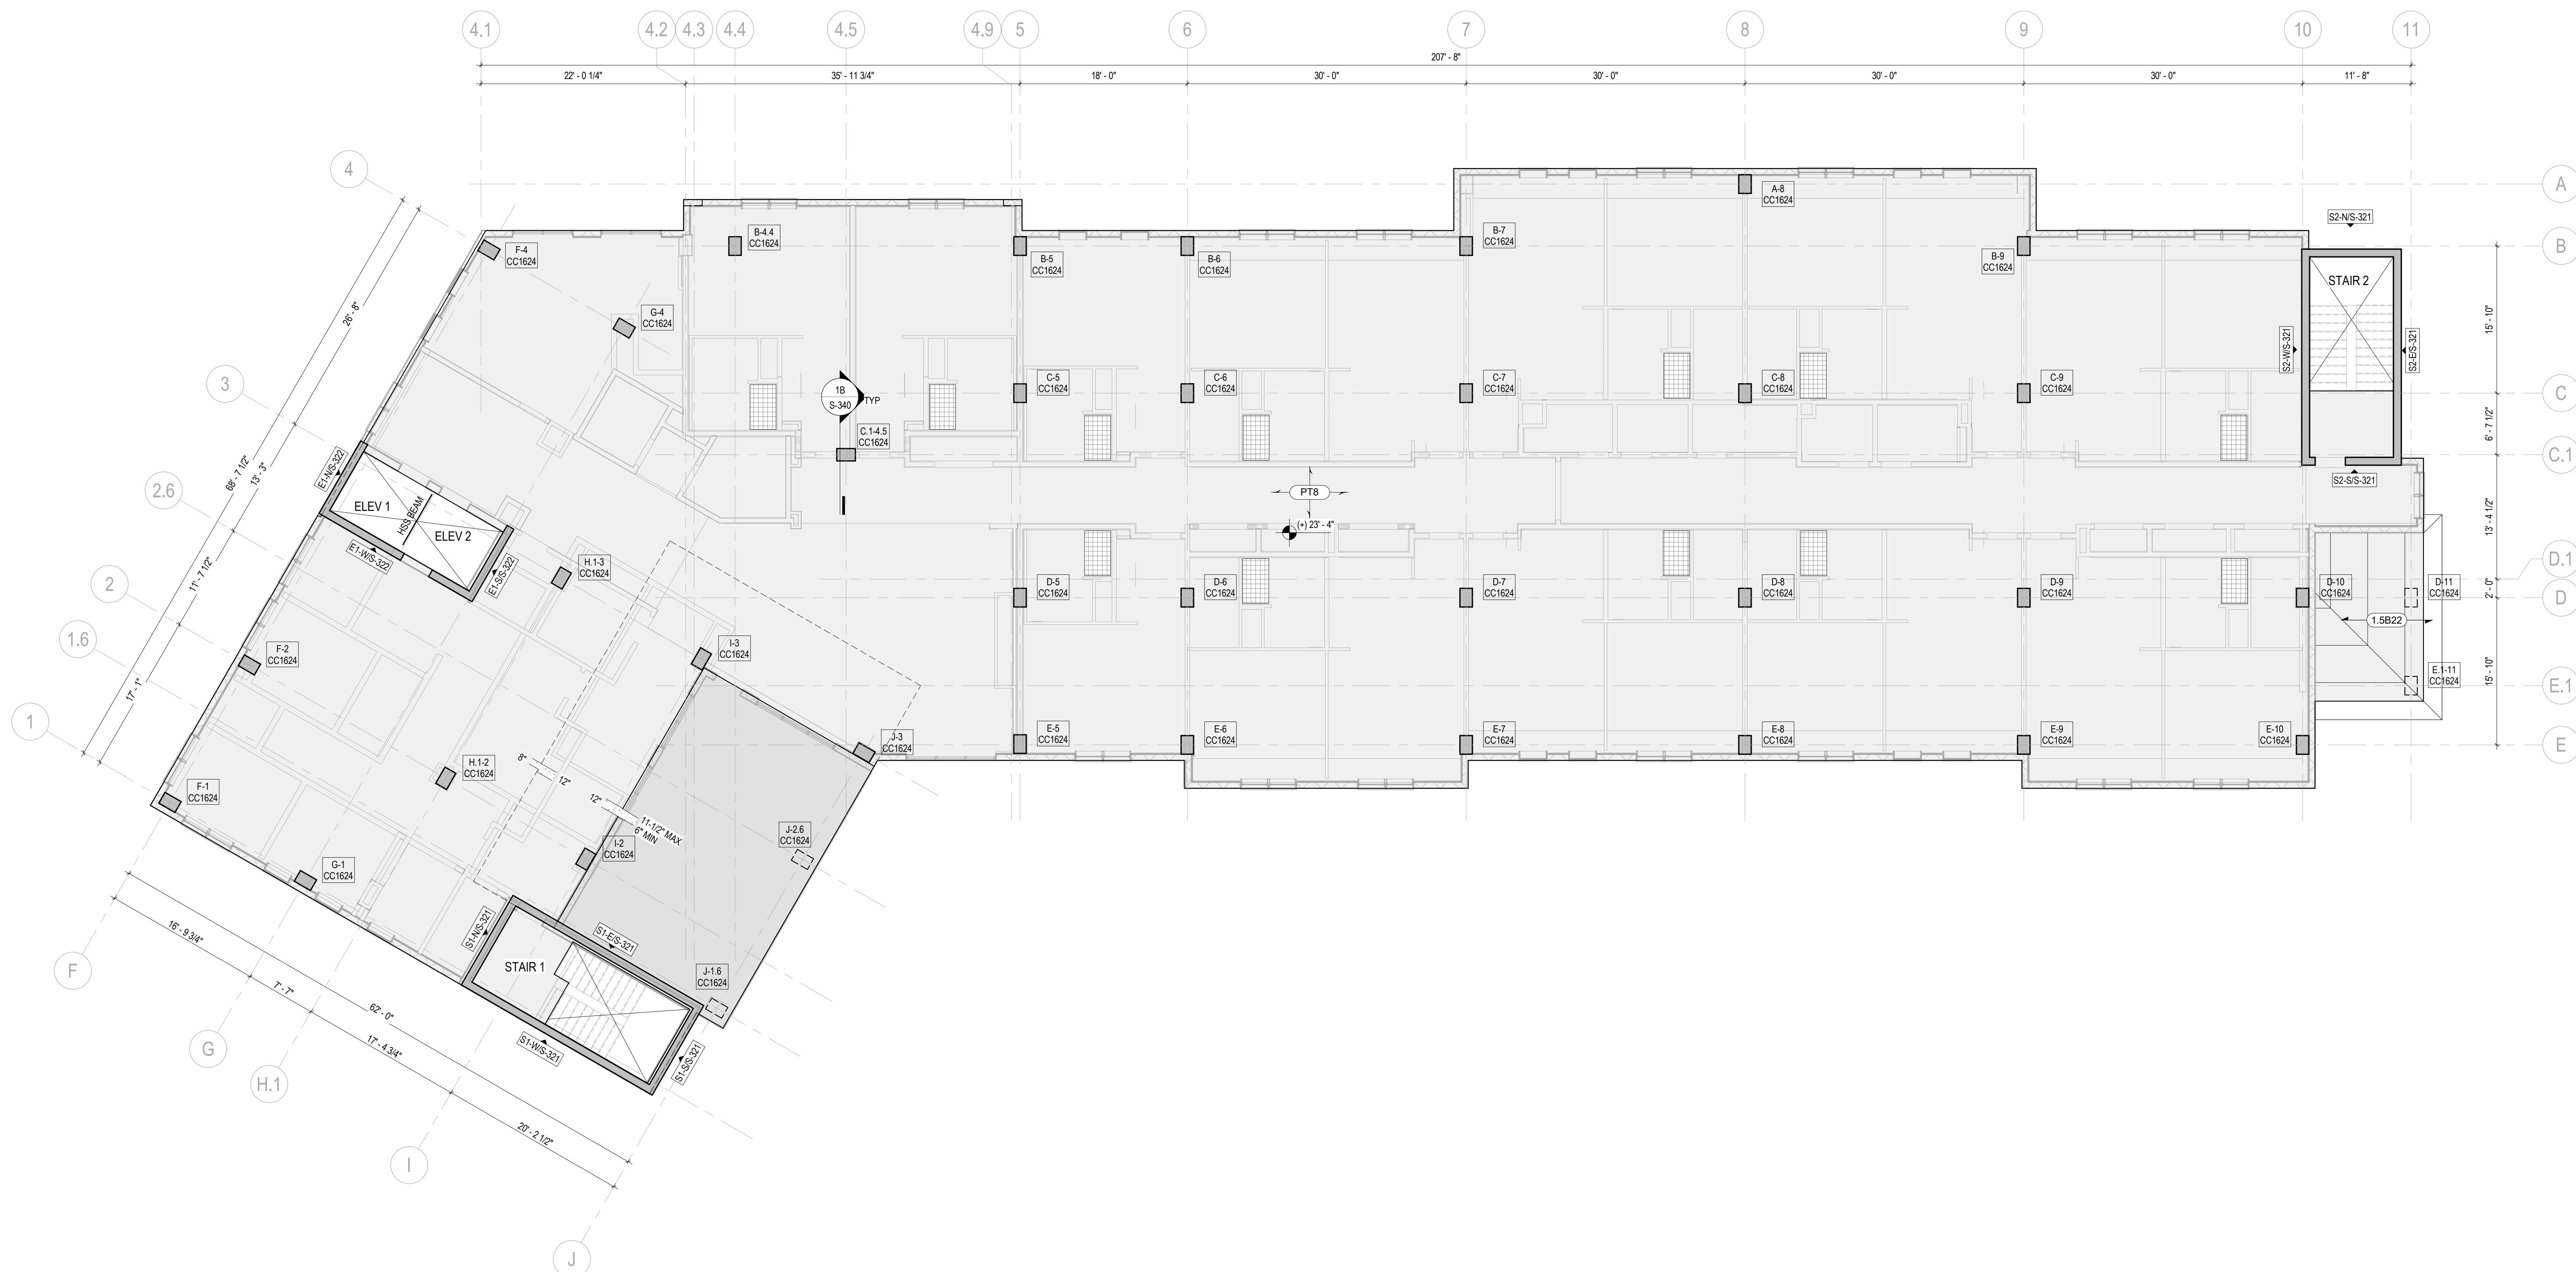 4.1
4.2
4.3
4.4
4.5
4.9
5
6
7
8
9
10
11
207' - 8"
22' - 0 1/4"
35' - 11 3/4"
18' - 0"
30' - 0"
30' - 0"
30' - 0"
30' - 0"
11' - 8"
4
3
2.6
2
1.6
1
A
B
C
C.1
D.1
D
E.1
E
F
G
H.1
I
J
26' - 8"
68' - 7 1/2"
13' - 3"
11' - 7 1/2"
17' - 1"
16' - 9 3/4"
7' - 7"
62' - 0"
17' - 4 3/4"
20' - 2 1/2"
15' - 10"
6' - 7 1/2"
13' - 4 1/2"
2' - 0"
15' - 10"
A-8
CC1624
F-4
CC1624
B-4.4
CC1624
B-5
CC1624
B-6
CC1624
B-7
CC1624
B-9
CC1624
S2-N/S-321
STAIR 2
S2-W/S-321
S2-E/S-321
S2-S/S-321
G-4
CC1624
1B
S-340
TYP
C-5
CC1624
C-6
CC1624
C-7
CC1624
C-8
CC1624
C-9
CC1624
C.1-4.5
CC1624
E1-N/S-322
ELEV 1
HSS BEAM
ELEV 2
E1-W/S-322
E1-S/S-322
PT8
(+) 23' - 4"
H.1-3
CC1624
D-5
CC1624
D-6
CC1624
D-7
CC1624
D-8
CC1624
D-9
CC1624
D-10
CC1624
D-11
CC1624
1.5B22
E.1-11
CC1624
F-2
CC1624
I-3
CC1624
J-3
CC1624
E-5
CC1624
E-6
CC1624
E-7
CC1624
E-8
CC1624
E-9
CC1624
E-10
CC1624
8"
12"
12"
11-1/2" MAX
6" MIN
H.1-2
CC1624
F-1
CC1624
G-1
CC1624
I-2
CC1624
J-2.6
CC1624
S1-N/S-321
S1-E/S-321
STAIR 1
J-1.6
CC1624
S1-W/S-321
S1-S/S-321